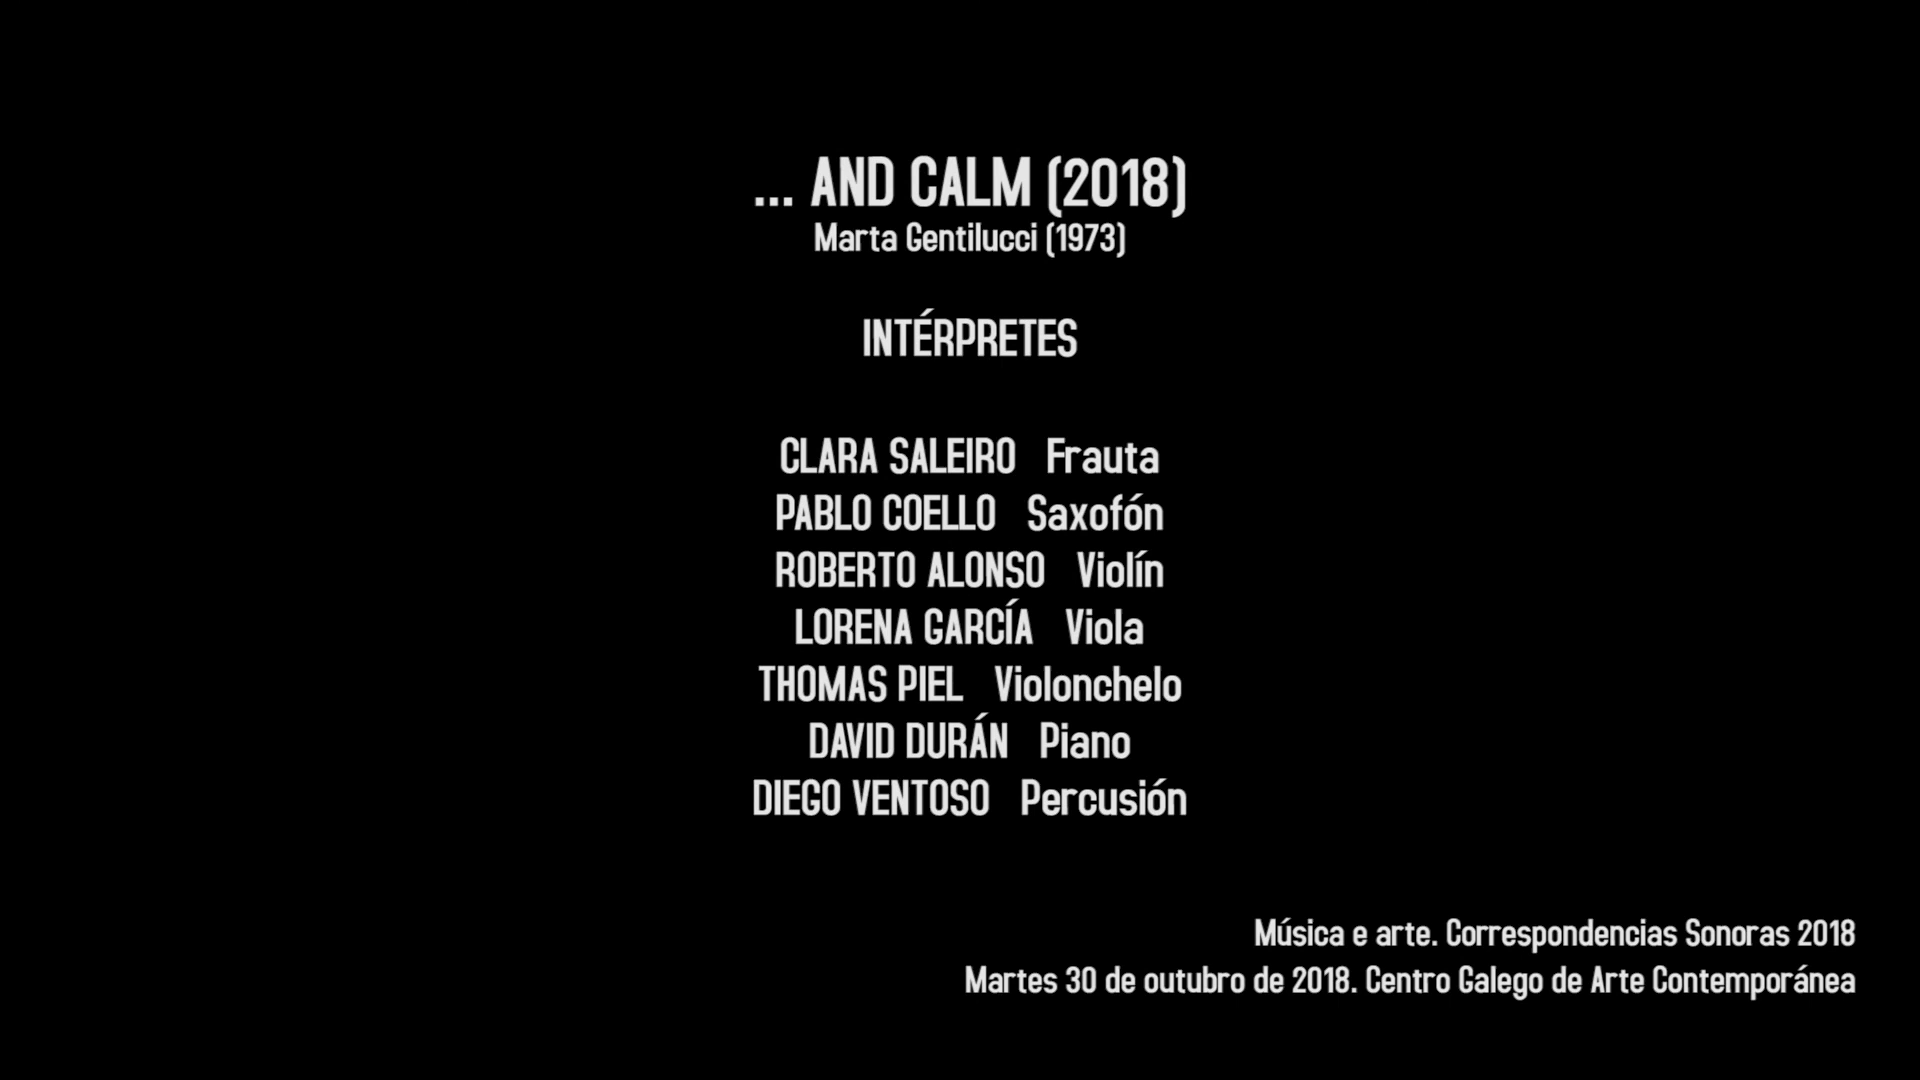 ... AND CALM (2018)
Marta Gentilucci (1973)
INTÉRPRETES
CLARA SALEIRO Frauta
PABLO COELLO Saxofón
ROBERTO ALONSO Violín
LORENA GARCÍA Viola
THOMAS PIEL Violonchelo
DAVID DURÁN Piano
DIEGO VENTOSO Percusión
Música e arte. Correspondencias Sonoras 2018
Martes 30 de outubro de 2018. Centro Galego de Arte Contemporánea